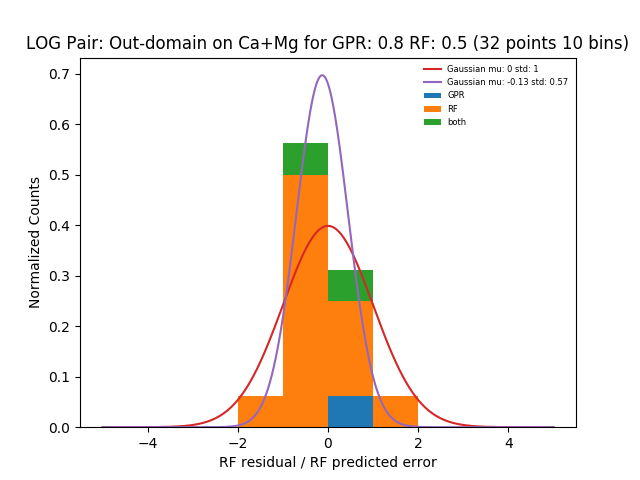 LOG Pair: Out-domain on Ca+Mg for GPR: 0.8 RF: 0.5 (32 points 10 bins)
Gaussian mu: 0 std: 1
Gaussian mu: -0.13 std: 0.57
GPR
RF
both
Normalized Counts
0.7
0.6
0.5
0.4
0.3
0.2
0.1
0.0
−4 −2 0 2 4
RF residual / RF predicted error